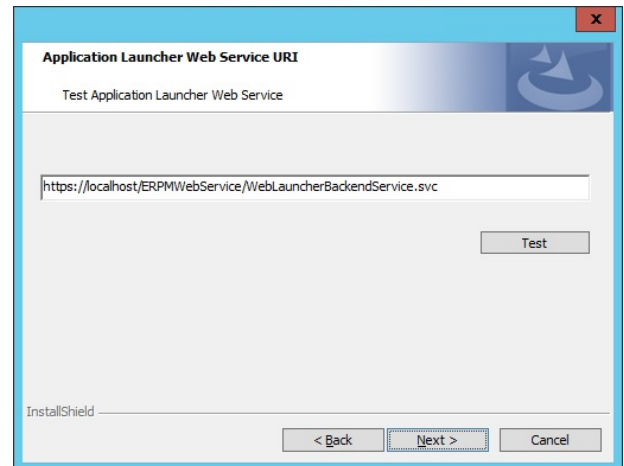 x
Application Launcher Web Service URI
Test Application Launcher Web Service
https://localhost/ERPMWebService/WebLauncherBackendService.svc
Test
InstallShield
< Back
Next >
Cancel